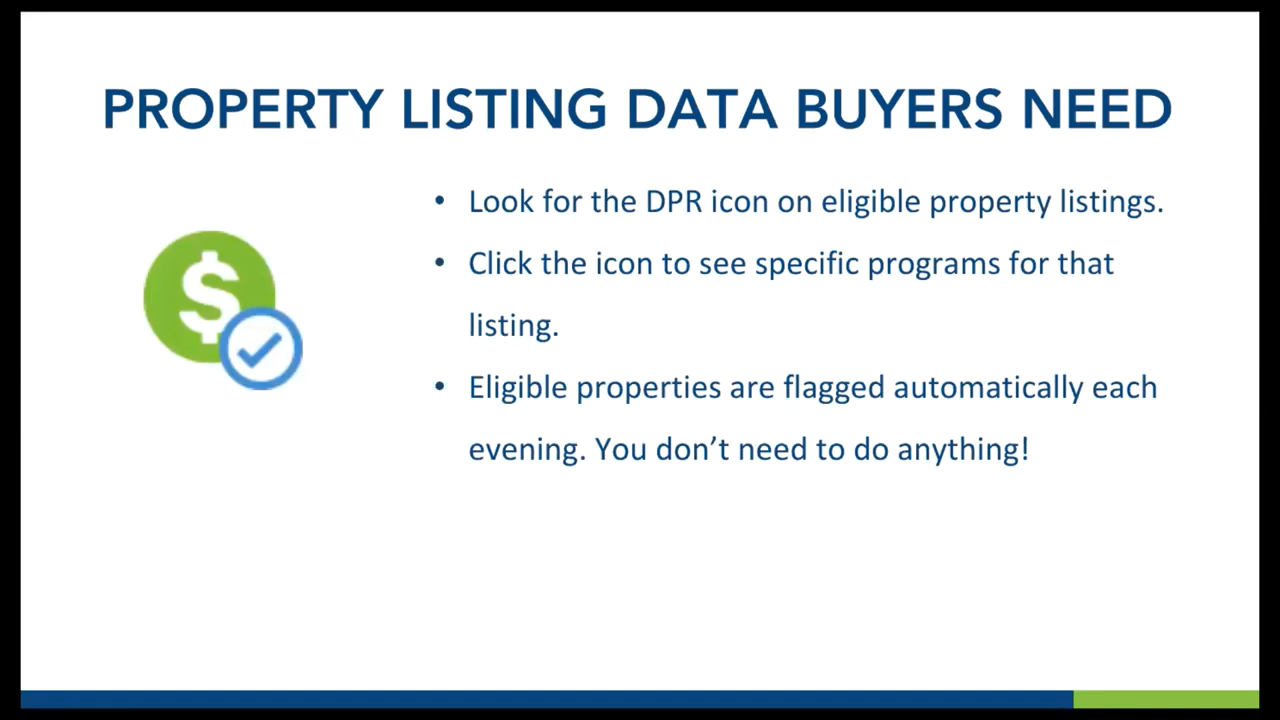 PROPERTY LISTING DATA BUYERS NEED
• Look for the DPR icon on eligible property listings.
• Click the icon to see specific programs for that
listing.
• Eligible properties are flagged automatically each
evening. You don’t need to do anything!